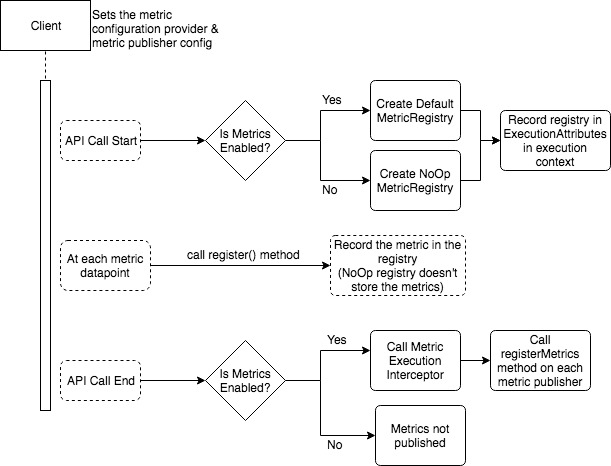 Client
Sets the metric
configuration provider &
metric publisher config
API Call Start
Is Metrics
Enabled?
Yes
No
Create Default
MetricRegistry
Create NoOp
MetricRegistry
Record registry in
ExecutionAttributes
in execution
context
At each metric
datapoint
call register() method
Record the metric in the
registry
(NoOp registry doesn't
store the metrics)
API Call End
Is Metrics
Enabled?
Yes
No
Call Metric
Execution
Interceptor
Call
registerMetrics
method on each
metric publisher
Metrics not
published